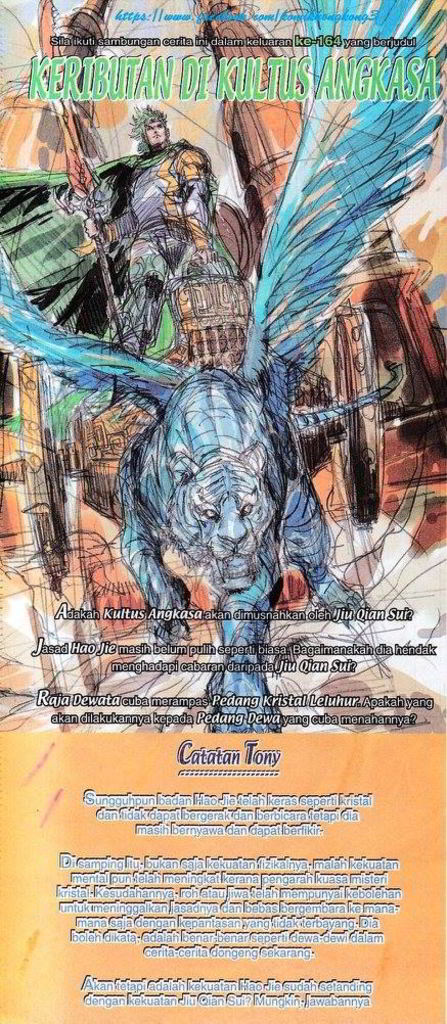 https://www.facebook.com/komikhonokono3
Sila ikuti sambungan cerita ini dalam keluaran ke-164 yang berjudul
KERIBUTAN DI KULTUS ANGKASA
Adakah Kultus Angkasa akan dimusnahkan oleh Jiu Qian Sui?
Jasad Hao Jie masih belum pulih seperti biasa. Bagaimanakah dia hendak
menghadapi cabaran daripada Jiu Qian Sui?
Raja Dewata cuba merampas Pedang Kristal Leluhur. Apakah yang
akan dilakukannya kepada Pedang Dewa yang cuba menahannya?
Catatan Tony
Sungguhpun badan Hao Jie telah keras seperti kristal
dan tidak dapat bergerak dan berbicara tetapi dia
masih bernyawa dan dapat berfikir.
Di samping itu, bukan saja kekuatan fizikalnya, malah kekuatan
mental pun telah meningkat kerana pengarah kuasa misteri
kristal. Kesudahannya, roh atau jiwa telah mempunyai kebolehan
untuk meninggalkan jasadnya dan bebas bergembara ke mana-
mana saja dengan kepantasan yang tidak terbayang. Dia
boleh dikata, adalah benar-benar seperti dewa-dewi dalam
cerita-cerita dongeng sekarang.
Akan tetapi adalah kekuatan Hao Jie sudah setanding
dengan kekuatan Jiu Qian Sui? Mungkin, jawabannya